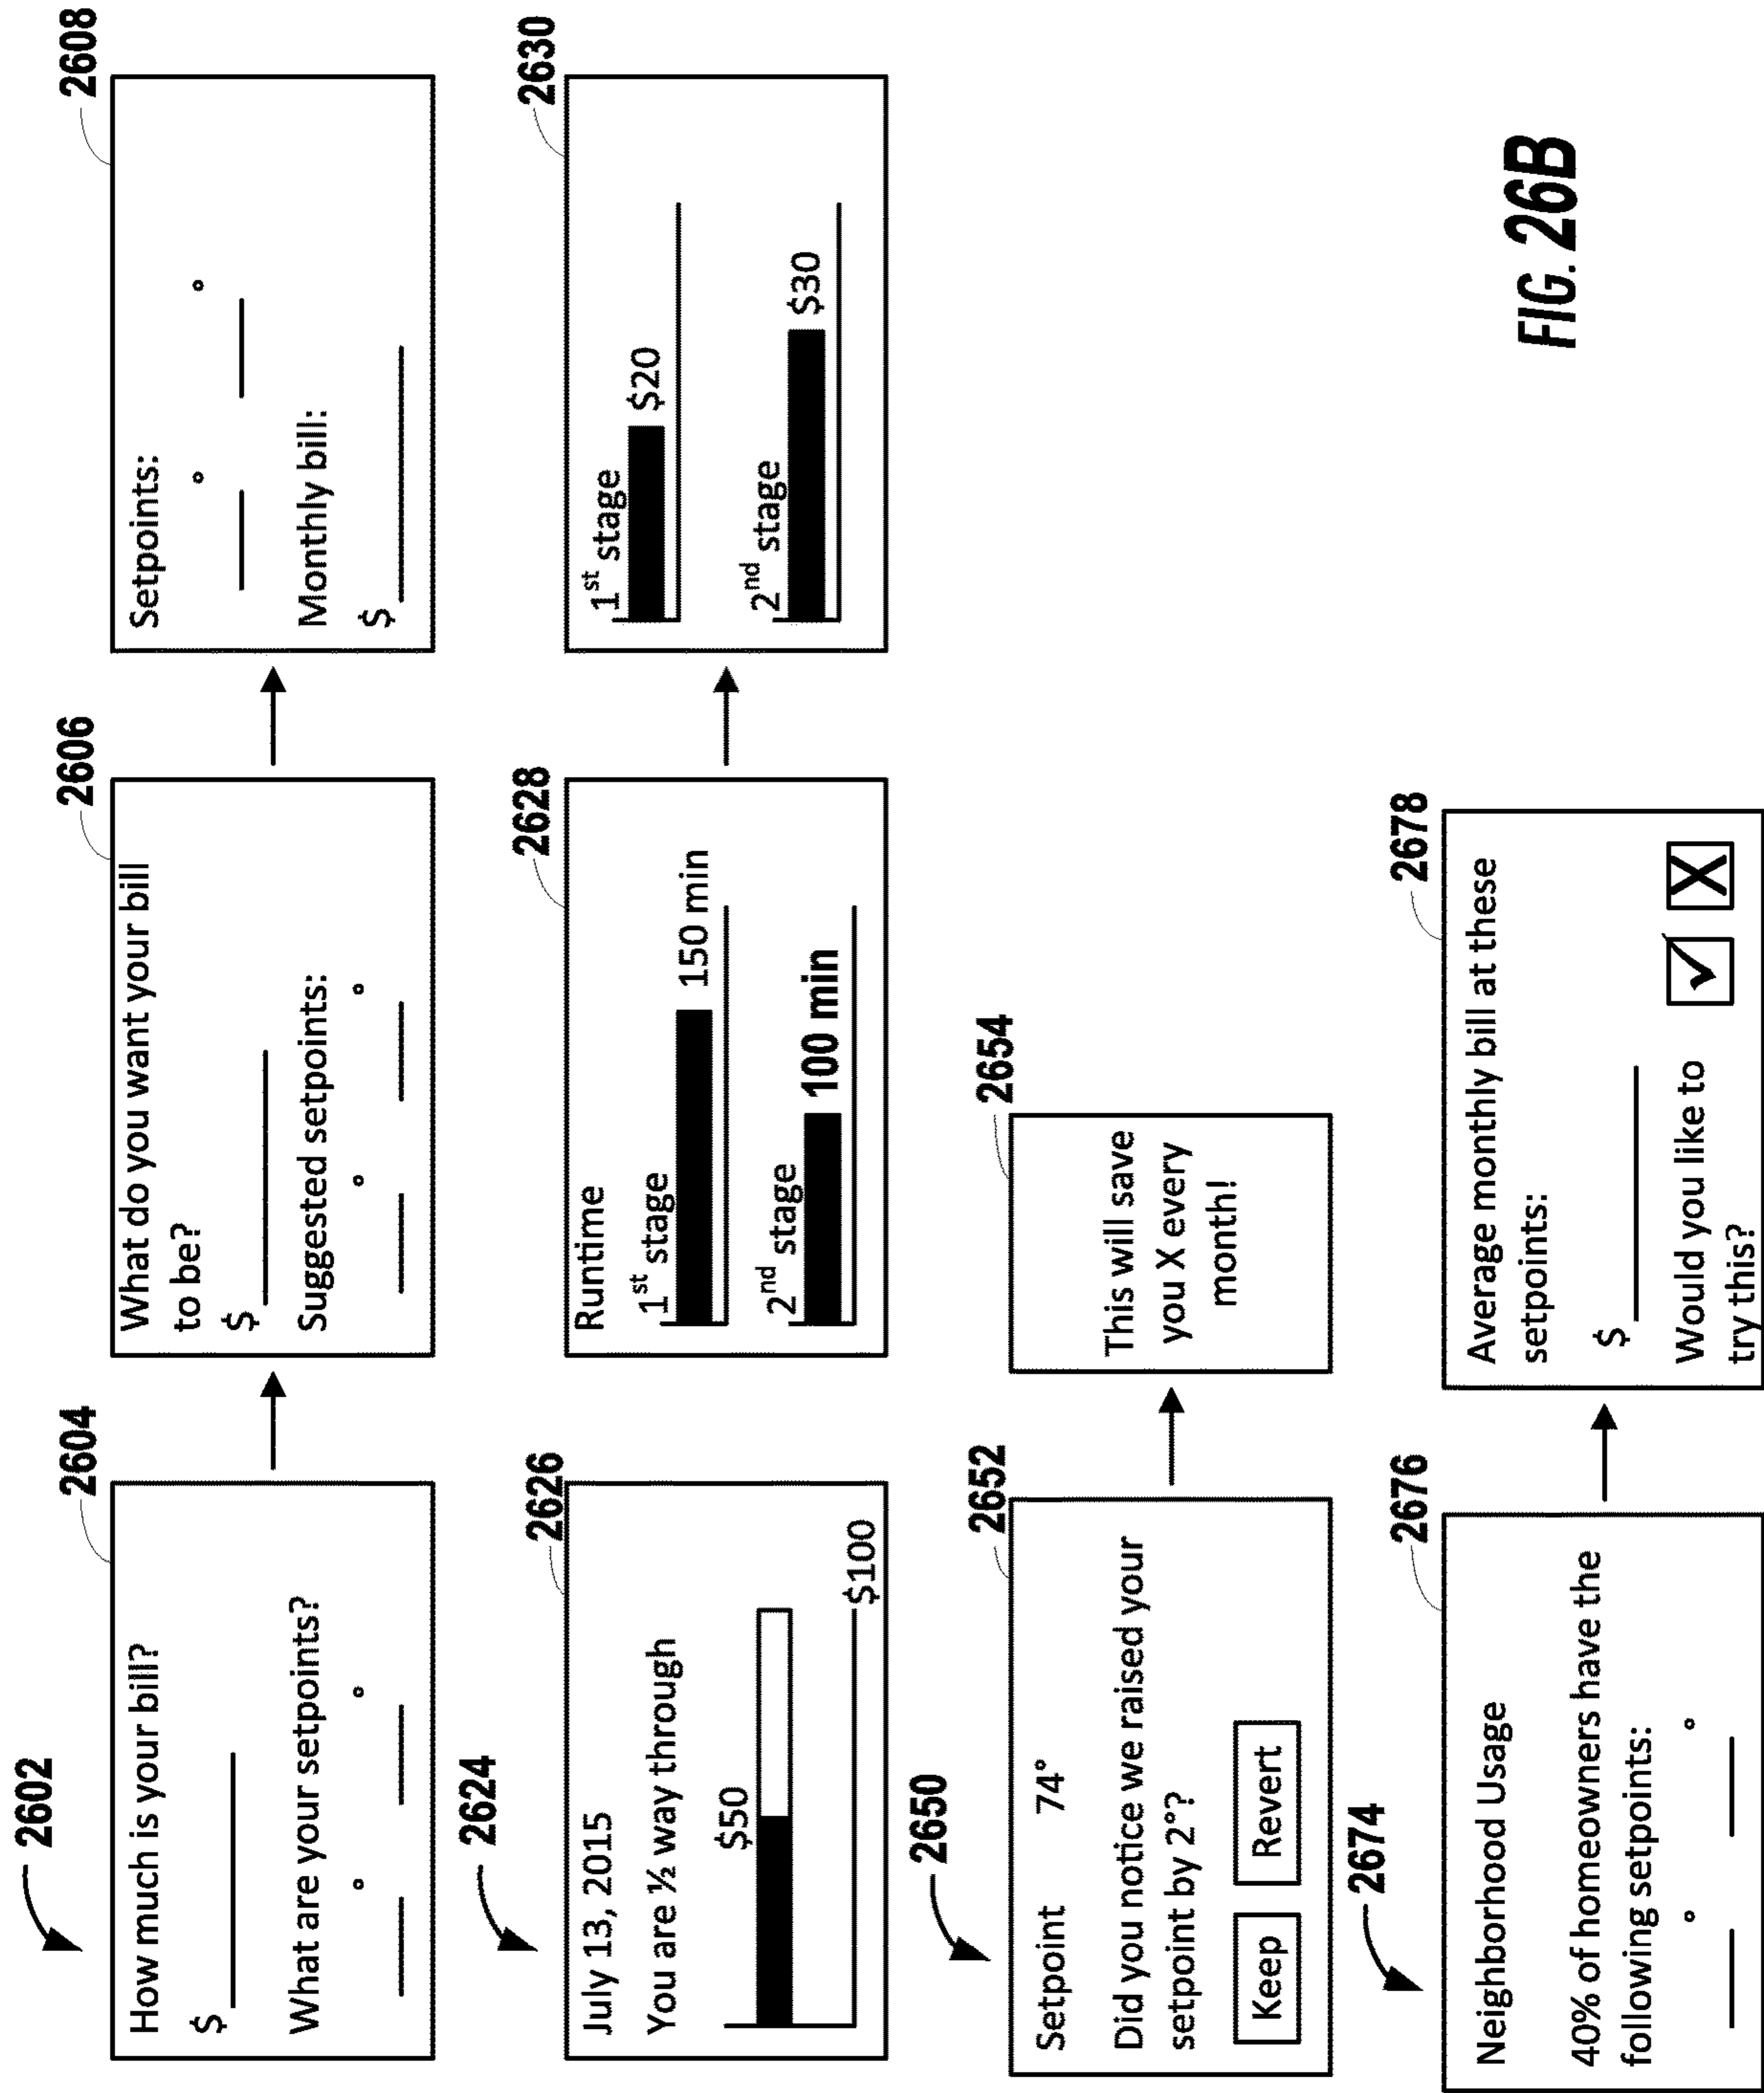 2602
2604
How much is your bill?
$
What are your setpoints?
° °
2606
What do you want your bill
to be?
$
Suggested setpoints:
° °
2608
Setpoints:
° °
Monthly bill:
$
2624
2626
July 13, 2015
You are ½ way through
$50
$100
2628
Runtime
1st stage
150 min
2nd stage
100 min
2630
1st stage
$20
2nd stage
$30
2650
2652
Setpoint 74°
Did you notice we raised your
setpoint by 2°?
Keep Revert
2654
This will save
you X every
month!
2674
2676
Neighborhood Usage
40% of homeowners have the
following setpoints:
° °
2678
Average monthly bill at these
setpoints:
$
Would you like to
try this?
✓ X
FIG. 26B